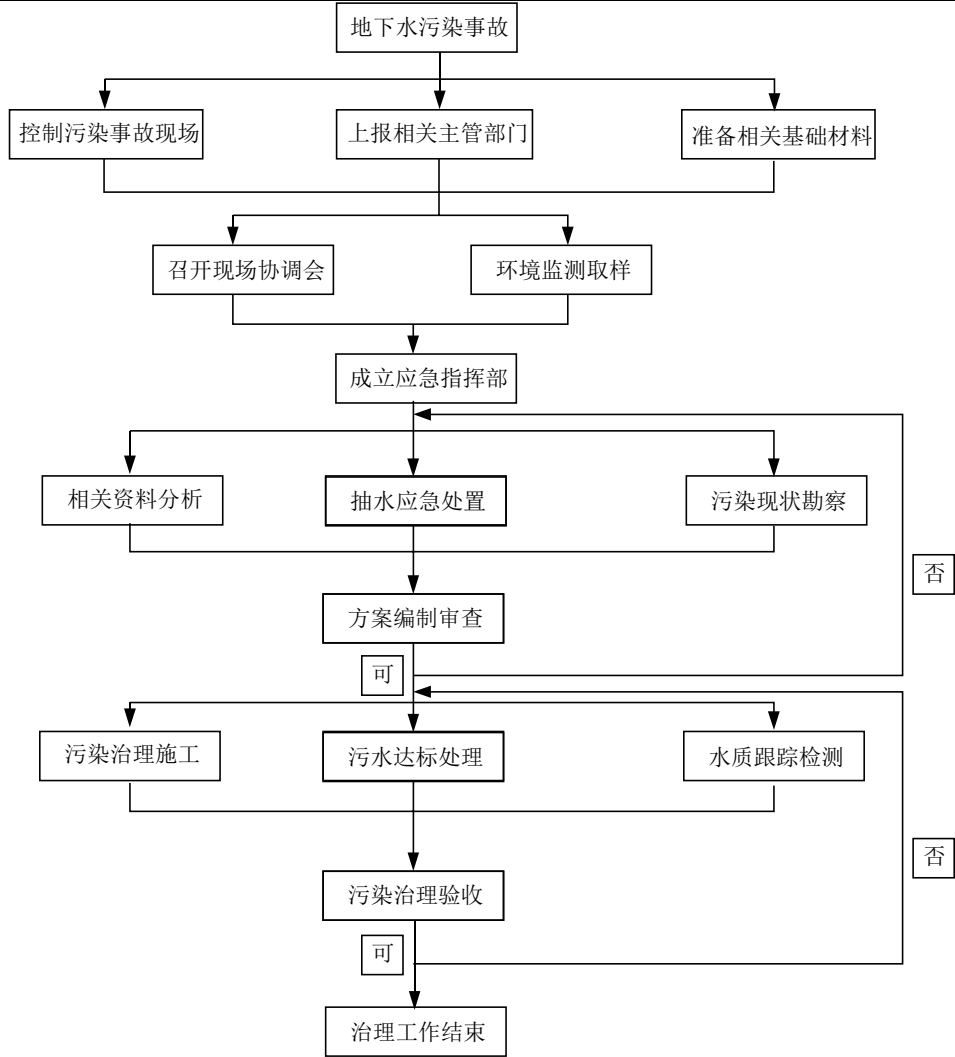 地下水污染事故
控制污染事故现场
上报相关主管部门
准备相关基础材料
召开现场协调会
环境监测取样
成立应急指挥部
相关资料分析
抽水应急处置
污染现状勘察
否
方案编制审查
可
污染治理施工
污水达标处理
水质跟踪检测
否
污染治理验收
可
治理工作结束